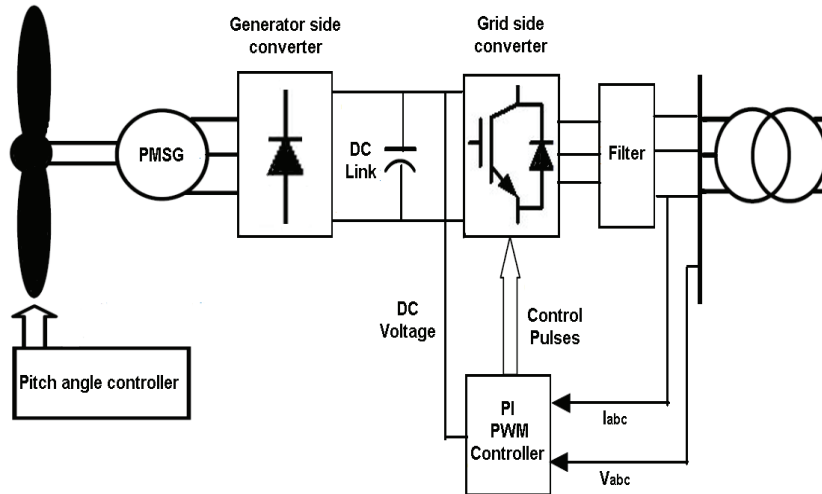 Generator side
converter
Grid side
converter
PMSG
DC
Link
Filter
DC
Voltage
Control
Pulses
Pitch angle controller
PI
PWM
Controller
Iabc
Vabc